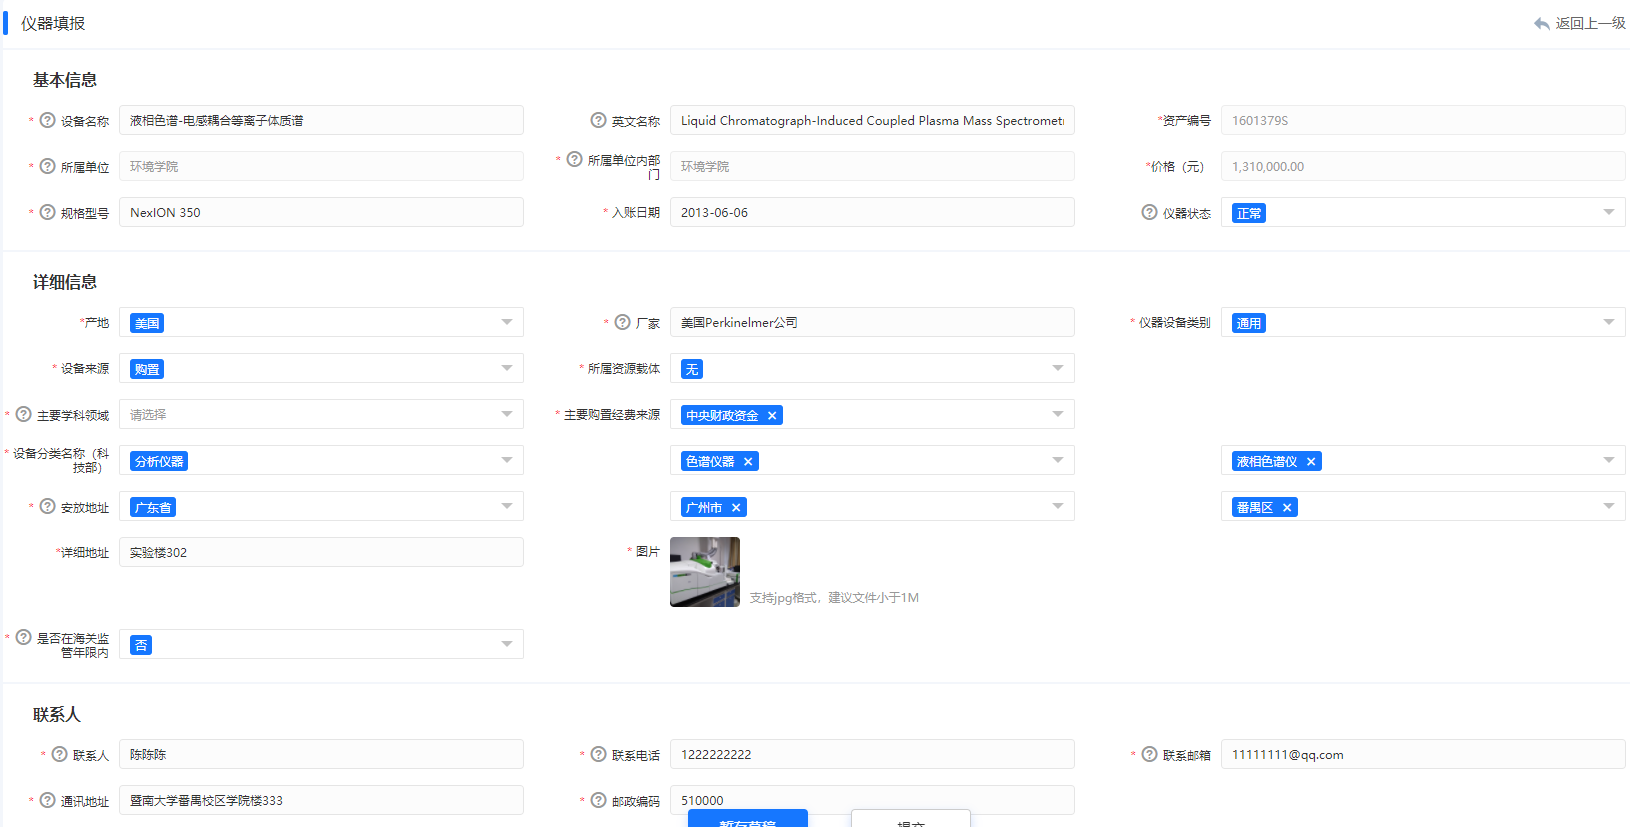 仪器填报
返回上一级
基本信息
* 设备名称 液相色谱-电感耦合等离子体质谱
英文名称 Liquid Chromatograph-Induced Coupled Plasma Mass Spectromet
*资产编号 1601379S
* 所属单位 环境学院
* 所属单位内部门 环境学院
*价格（元） 1,310,000.00
* 规格型号 NexION 350
* 入账日期 2013-06-06
仪器状态 正常
详细信息
*产地 美国
* 厂家 美国Perkinelmer公司
* 仪器设备类别 通用
* 设备来源 购置
* 所属资源载体 无
* 主要学科领域 请选择
* 主要购置经费来源 中央财政资金 ×
* 设备分类名称（科技部） 分析仪器
色谱仪器 ×
液相色谱仪 ×
* 安放地址 广东省
广州市 ×
番禺区 ×
*详细地址 实验楼302
* 图片
支持jpg格式，建议文件小于1M
* 是否在海关监管年限内 否
联系人
* 联系人 陈陈陈
* 联系电话 1222222222
* 联系邮箱 11111111@qq.com
* 通讯地址 暨南大学番禺校区学院楼333
* 邮政编码 510000
暂存草稿
提交